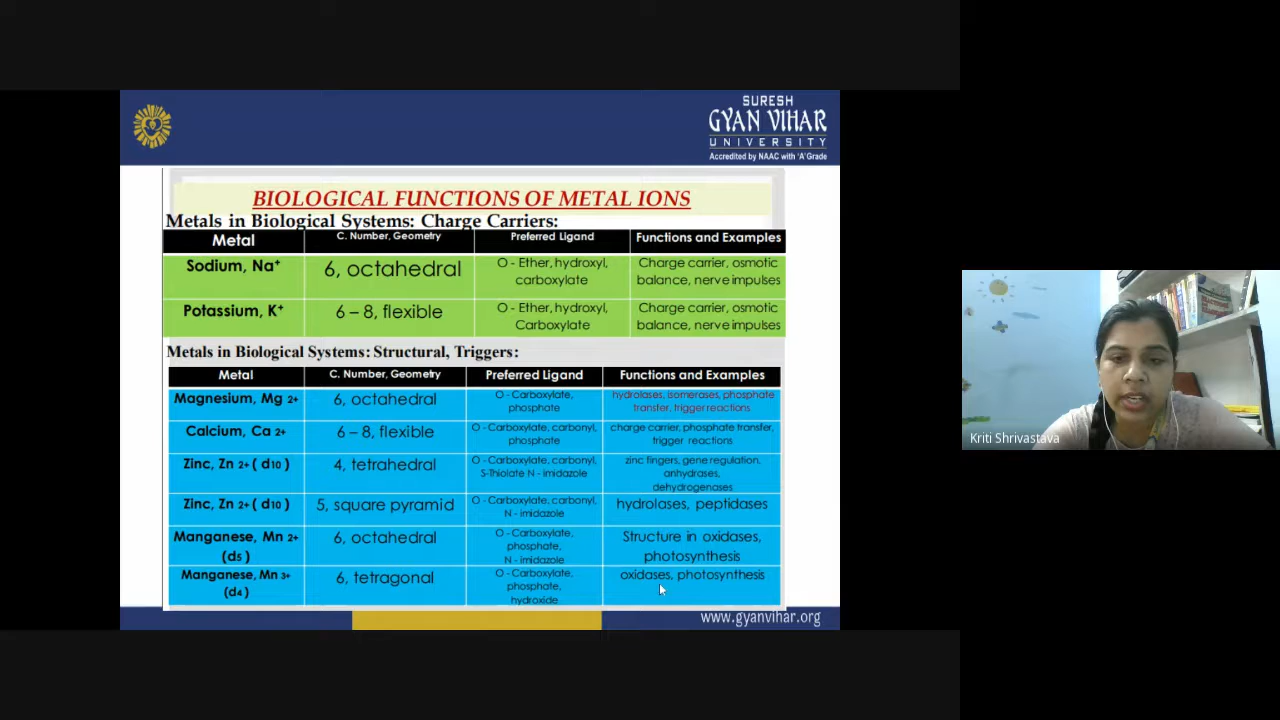 SURESH
GYAN VIHAR
UNIVERSITY
Accredited by NAAC with 'A' Grade
BIOLOGICAL FUNCTIONS OF METAL IONS
Metals in Biological Systems: Charge Carriers:
Metal C. Number, Geometry Preferred Ligand Functions and Examples
Sodium, Na+ 6, octahedral O - Ether, hydroxyl, Charge carrier, osmotic
carboxylate balance, nerve impulses
Potassium, K+ 6 – 8, flexible O - Ether, hydroxyl, Charge carrier, osmotic
Carboxylate balance, nerve impulses
Metals in Biological Systems: Structural, Triggers:
Metal C. Number, Geometry Preferred Ligand Functions and Examples
Magnesium, Mg 2+ 6, octahedral O - Carboxylate, hydrolases, isomerases, phosphate
phosphate transfer, trigger reactions
Calcium, Ca 2+ 6 – 8, flexible O - Carboxylate, carbonyl, charge carrier, phosphate transfer,
phosphate trigger reactions
Zinc, Zn 2+ ( d10 ) 4, tetrahedral O - Carboxylate, carbonyl, zinc fingers, gene regulation,
S-Thiolate N - imidazole anhydrases,
dehydrogenases
Zinc, Zn 2+ ( d10 ) 5, square pyramid O - Carboxylate, carbonyl, hydrolases, peptidases
N - imidazole
Manganese, Mn 2+ 6, octahedral O - Carboxylate, Structure in oxidases,
(d5 ) phosphate, photosynthesis
N - imidazole
Manganese, Mn 3+ 6, tetragonal O - Carboxylate, oxidases, photosynthesis
(d4 ) phosphate,
hydroxide
www.gyanvihar.org
Kriti Shrivastava